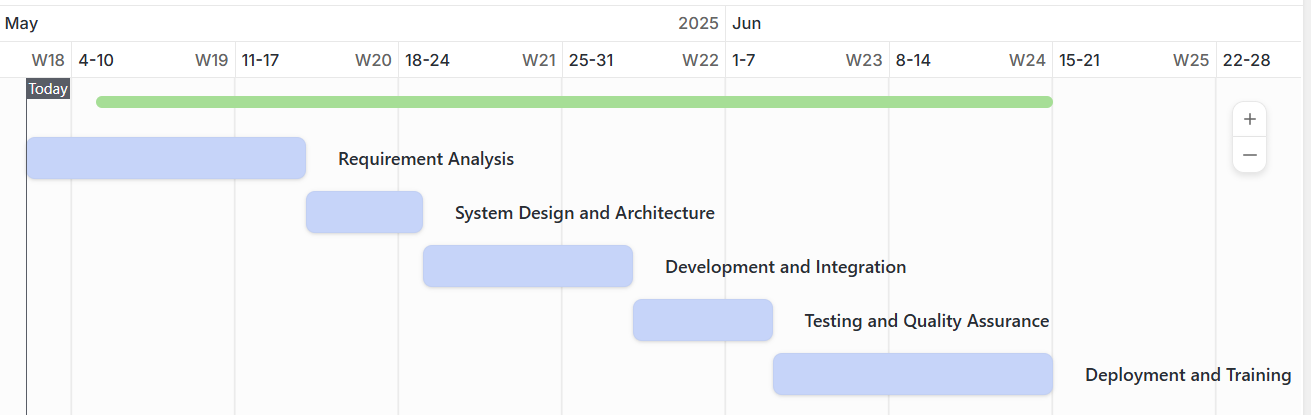 May 2025 Jun
W18 4-10 W19 11-17 W20 18-24 W21 25-31 W22 1-7 W23 8-14 W24 15-21 W25 22-28
Today
+
Requirement Analysis
−
System Design and Architecture
Development and Integration
Testing and Quality Assurance
Deployment and Training